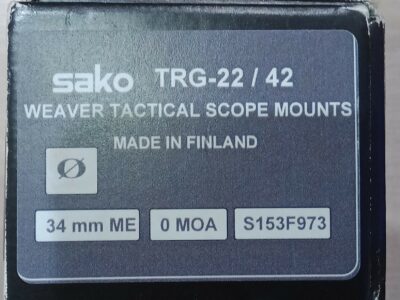 sako TRG-22 / 42
WEAVER TACTICAL SCOPE MOUNTS
MADE IN FINLAND
Ø
34 mm ME 0 MOA S153F973